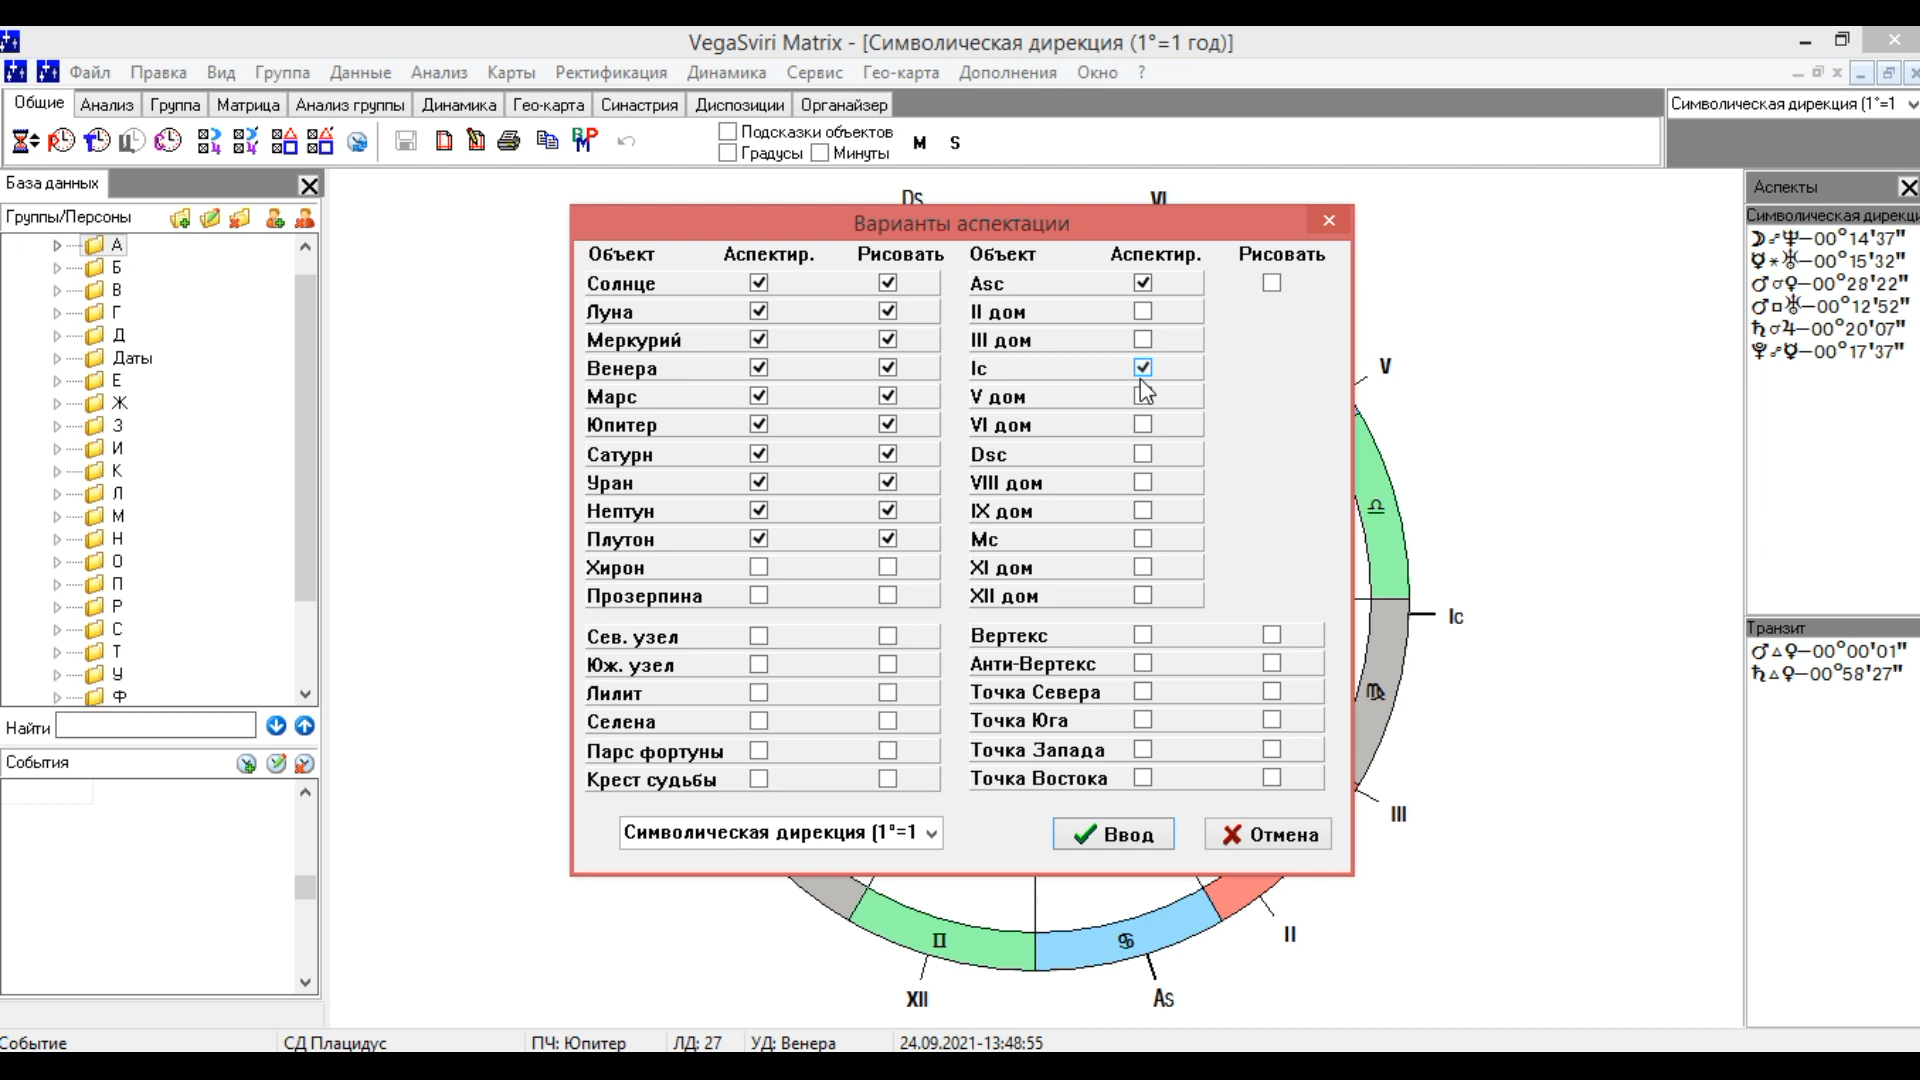 VegaSviri Matrix - [Символическая дирекция (1°=1 год)]
Файл Правка Вид Группа Данные Анализ Карты Ректификация Динамика Сервис Гео-карта Дополнения Окно ?
Общие Анализ Группа Матрица Анализ группы Динамика Гео-карта Синастрия Диспозиции Органайзер
Символическая дирекция (1°=1
Подсказки объектов
Градусы Минуты M S
База данных
Группы/Персоны
А
Б
В
Г
Д
Даты
Е
Ж
З
И
К
Л
М
Н
О
П
Р
С
Т
У
Ф
Найти
События
Ds VI
Варианты аспектации
Объект Аспектир. Рисовать Объект Аспектир. Рисовать
Солнце Asc
Луна II дом
Меркурий III дом
Венера Ic
Марс V дом
Юпитер VI дом
Сатурн Dsc
Уран VIII дом
Нептун IX дом
Плутон Mc
Хирон XI дом
Прозерпина XII дом
Сев. узел Вертекс
Юж. узел Анти-Вертекс
Лилит Точка Севера
Селена Точка Юга
Парс фортуны Точка Запада
Крест судьбы Точка Востока
Символическая дирекция (1°=1 Ввод Отмена
V
♎
Ic
♏
III
II
♊ ♋
XII As
Аспекты
Символическая дирекци
☽☍♆—00°14'37"
☿⚹♅—00°15'32"
♂☌♀—00°28'22"
♂□♅—00°12'52"
♄☌♃—00°20'07"
♇☍☿—00°17'37"
Транзит
♂△♀—00°00'01"
♄△♀—00°58'27"
Событие СД Плацидус ПЧ: Юпитер ЛД: 27 УД: Венера 24.09.2021-13:48:55